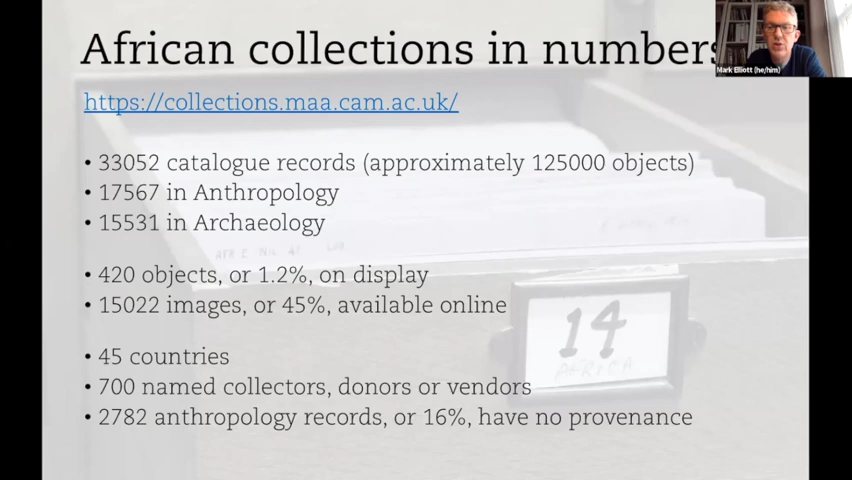 African collections in numbers
Mark Elliott (he/him)
https://collections.maa.cam.ac.uk/
• 33052 catalogue records (approximately 125000 objects)
• 17567 in Anthropology
• 15531 in Archaeology
• 420 objects, or 1.2%, on display
• 15022 images, or 45%, available online
14
AFRICA
• 45 countries
• 700 named collectors, donors or vendors
• 2782 anthropology records, or 16%, have no provenance